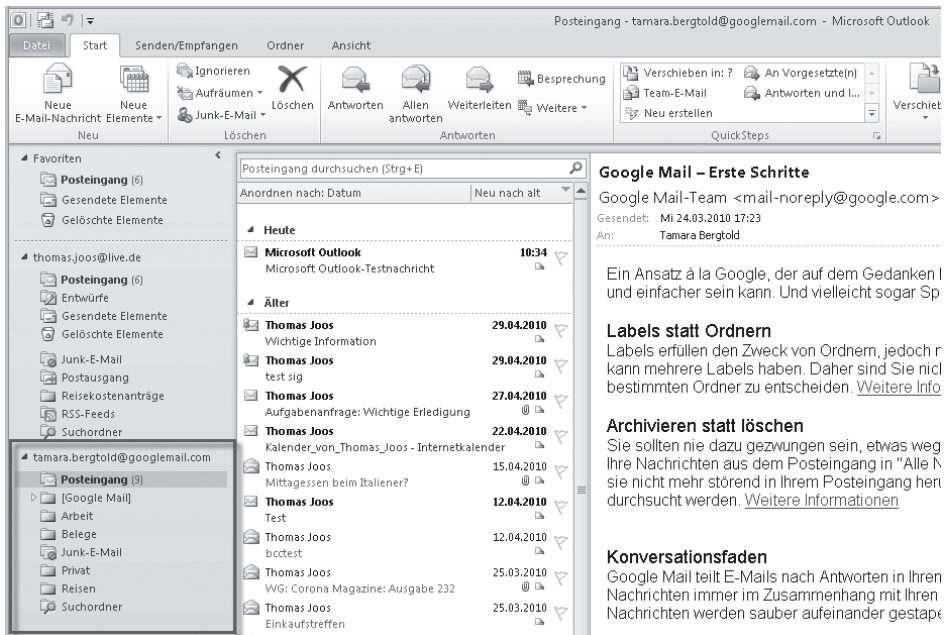 Posteingang - tamara.bergtold@googlemail.com - Microsoft Outlook
Datei Start Senden/Empfangen Ordner Ansicht
Neue E-Mail-Nachricht
Neue Elemente
Neu
Ignorieren
Aufräumen
Junk-E-Mail
Löschen
Löschen
Antworten
Allen antworten
Weiterleiten
Besprechung
Weitere
Antworten
Verschieben in: ?
Team-E-Mail
Neu erstellen
An Vorgesetzte(n)
Antworten und l...
QuickSteps
Verschieb
Favoriten
Posteingang (6)
Gesendete Elemente
Gelöschte Elemente
thomas.joos@live.de
Posteingang (6)
Entwürfe
Gesendete Elemente
Gelöschte Elemente
Junk-E-Mail
Postausgang
Reisekostenanträge
RSS-Feeds
Suchordner
tamara.bergtold@googlemail.com
Posteingang (9)
[Google Mail]
Arbeit
Belege
Junk-E-Mail
Privat
Reisen
Suchordner
Posteingang durchsuchen (Strg+E)
Anordnen nach: Datum Neu nach alt
Heute
Microsoft Outlook 10:34
Microsoft Outlook-Testnachricht
Älter
Thomas Joos 29.04.2010
Wichtige Information
Thomas Joos 29.04.2010
test sig
Thomas Joos 27.04.2010
Aufgabenanfrage: Wichtige Erledigung
Thomas Joos 22.04.2010
Kalender_von_Thomas_Joos - Internetkalender
Thomas Joos 15.04.2010
Mittagessen beim Italiener?
Thomas Joos 12.04.2010
Test
Thomas Joos 12.04.2010
bcctest
Thomas Joos 25.03.2010
WG: Corona Magazine: Ausgabe 232
Thomas Joos 25.03.2010
Einkaufstreffen
Google Mail – Erste Schritte
Google Mail-Team <mail-noreply@google.com>
Gesendet: Mi 24.03.2010 17:23
An: Tamara Bergtold
Ein Ansatz à la Google, der auf dem Gedanken
und einfacher sein kann. Und vielleicht sogar Sp
Labels statt Ordnern
Labels erfüllen den Zweck von Ordnern, jedoch
kann mehrere Labels haben. Daher sind Sie nicl
bestimmten Ordner zu entscheiden. Weitere Info
Archivieren statt löschen
Sie sollten nie dazu gezwungen sein, etwas weg
Ihre Nachrichten aus dem Posteingang in "Alle N
sie nicht mehr störend in Ihrem Posteingang heru
durchsucht werden. Weitere Informationen
Konversationsfaden
Google Mail teilt E-Mails nach Antworten in Ihren
Nachrichten immer im Zusammenhang mit Ihren
Nachrichten werden sauber aufeinander gestape